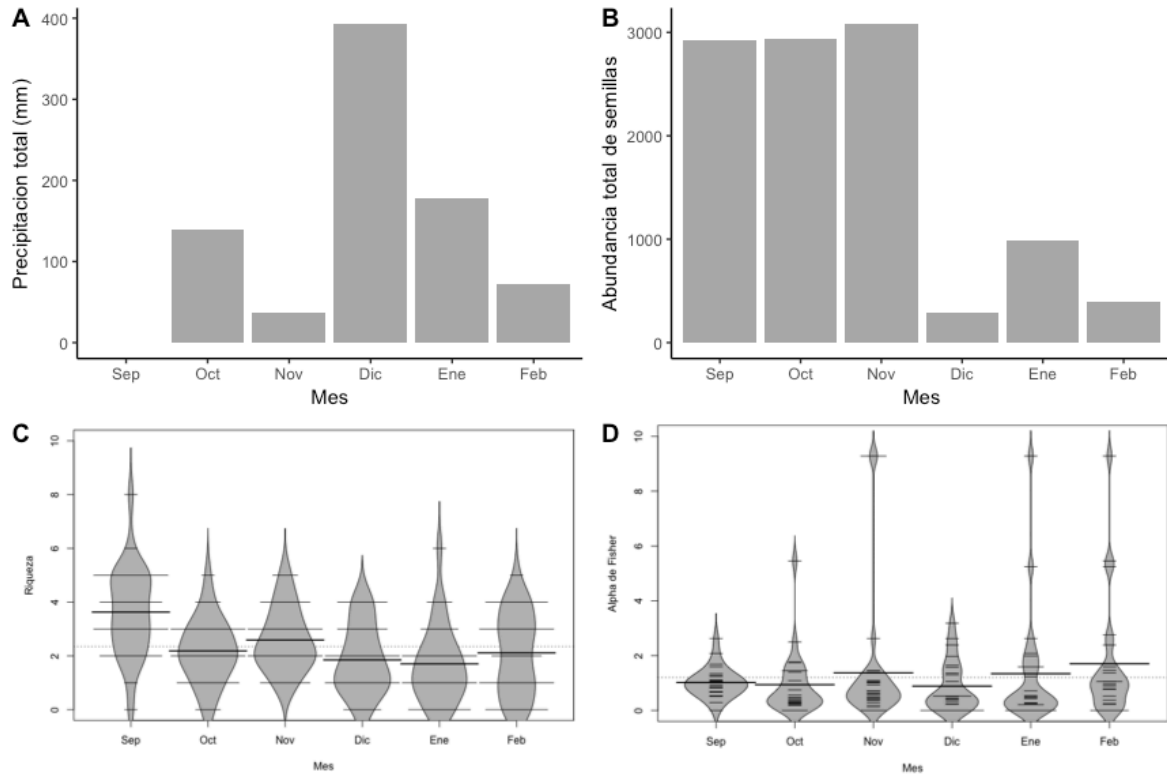 A
Precipitacion total (mm)
400
300
200
100
0
Sep Oct Nov Dic Ene Feb
Mes
B
Abundancia total de semillas
3000
2000
1000
0
Sep Oct Nov Dic Ene Feb
Mes
C
Riqueza
10
8
6
4
2
0
Sep Oct Nov Dic Ene Feb
Mes
D
Alpha de Fisher
10
8
6
4
2
0
Sep Oct Nov Dic Ene Feb
Mes